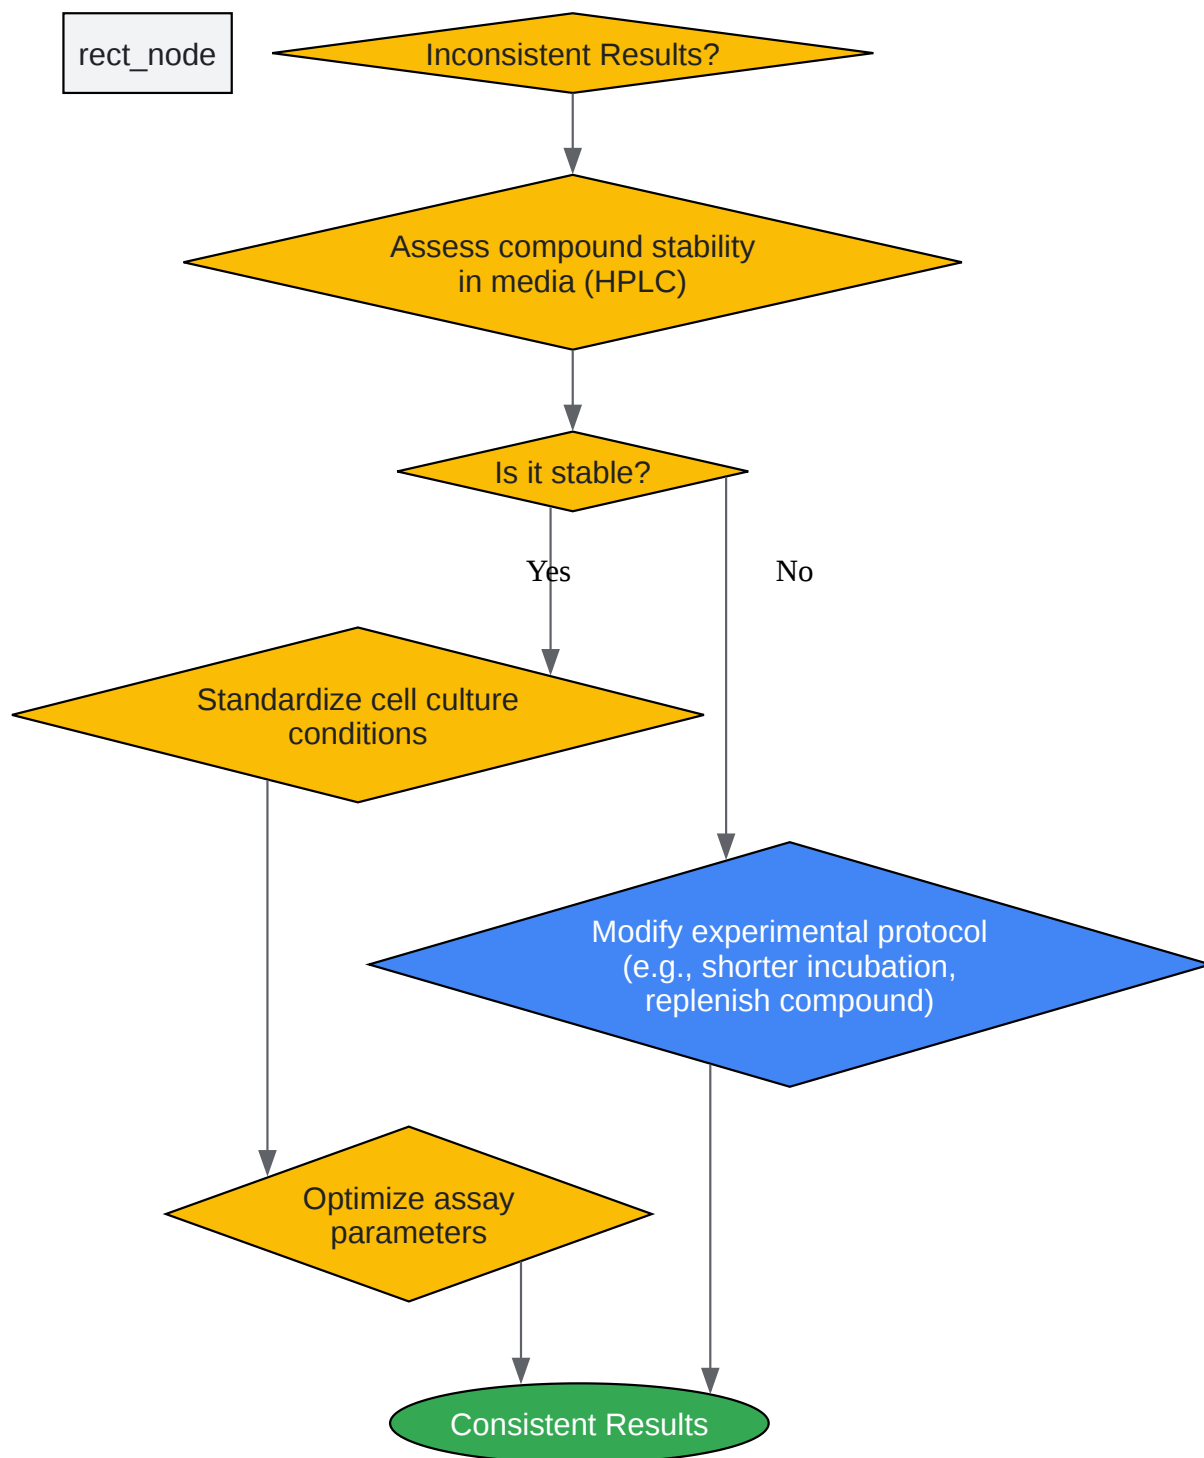 rect_node
Inconsistent Results?
Assess compound stability
in media (HPLC)
Is it stable?
Yes
No
Standardize cell culture
conditions
Modify experimental protocol
(e.g., shorter incubation,
replenish compound)
Optimize assay
parameters
Consistent Results